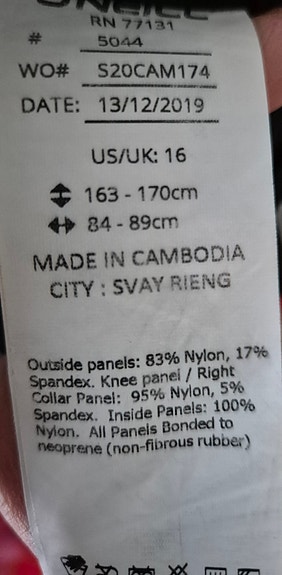 O'NEILL
RN 77131
# 5044
WO# S20CAM174
DATE: 13/12/2019
US/UK: 16
163 - 170cm
84 - 89cm
MADE IN CAMBODIA
CITY : SVAY RIENG
Outside panels: 83% Nylon, 17%
Spandex. Knee panel / Right
Collar Panel: 95% Nylon, 5%
Spandex. Inside Panels: 100%
Nylon. All Panels Bonded to
neoprene (non-fibrous rubber)